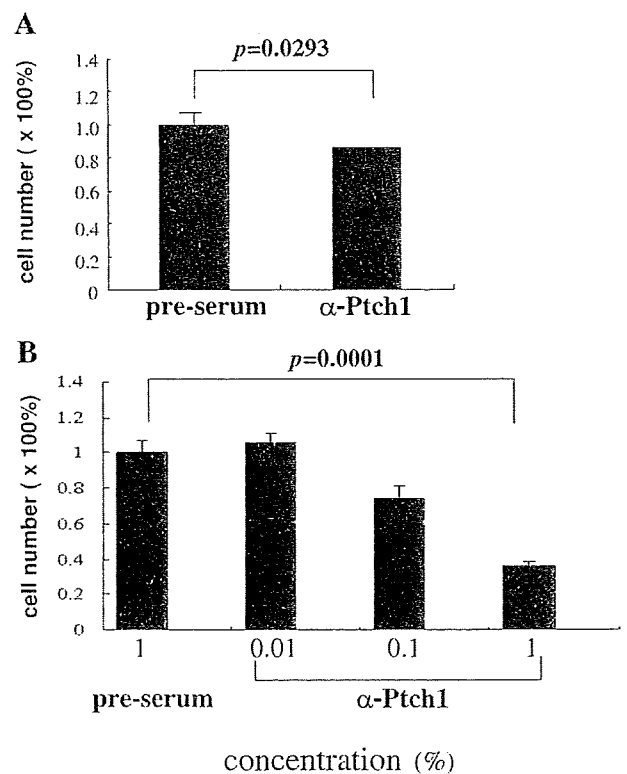 A
p=0.0293
1.4
1.2
1.0
0.8
0.6
0.4
0.2
0
cell number ( x 100%)
pre-serum α-Ptch1
B
p=0.0001
1.4
1.2
1
0.8
0.6
0.4
0.2
0
cell number ( x 100%)
1 0.01 0.1 1
pre-serum α-Ptch1
concentration (%)